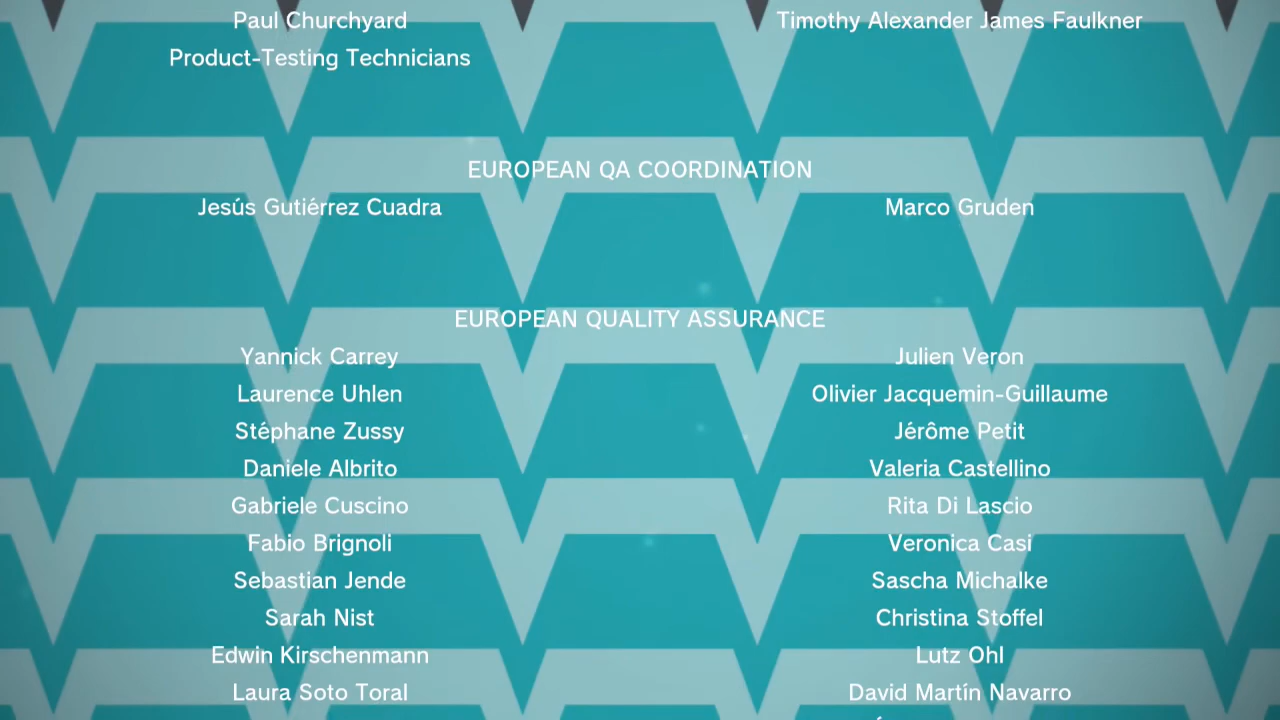 Paul Churchyard
Timothy Alexander James Faulkner
Product-Testing Technicians
EUROPEAN QA COORDINATION
Jesús Gutiérrez Cuadra
Marco Gruden
EUROPEAN QUALITY ASSURANCE
Yannick Carrey
Julien Veron
Laurence Uhlen
Olivier Jacquemin-Guillaume
Stéphane Zussy
Jérôme Petit
Daniele Albrito
Valeria Castellino
Gabriele Cuscino
Rita Di Lascio
Fabio Brignoli
Veronica Casi
Sebastian Jende
Sascha Michalke
Sarah Nist
Christina Stoffel
Edwin Kirschenmann
Lutz Ohl
Laura Soto Toral
David Martín Navarro